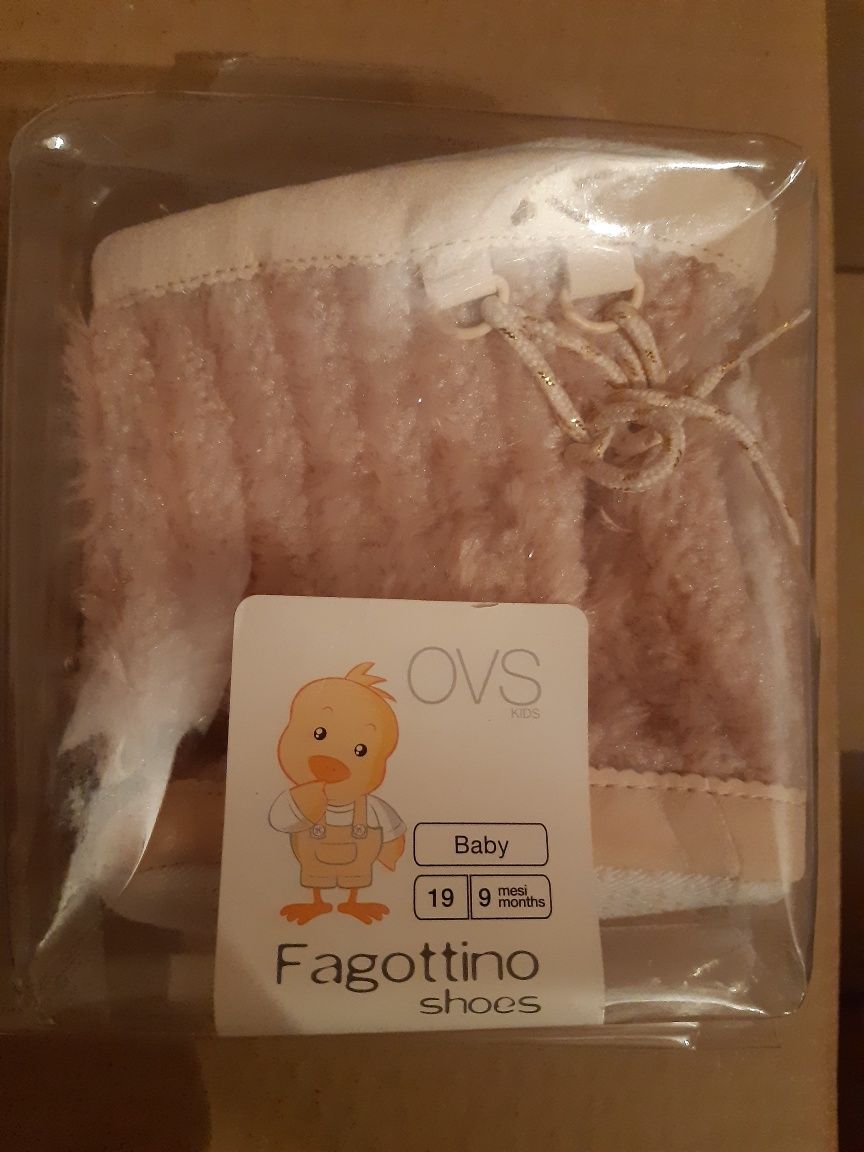 OVS
KIDS
Baby
19 9 mesi
months
Fagottino
shoes